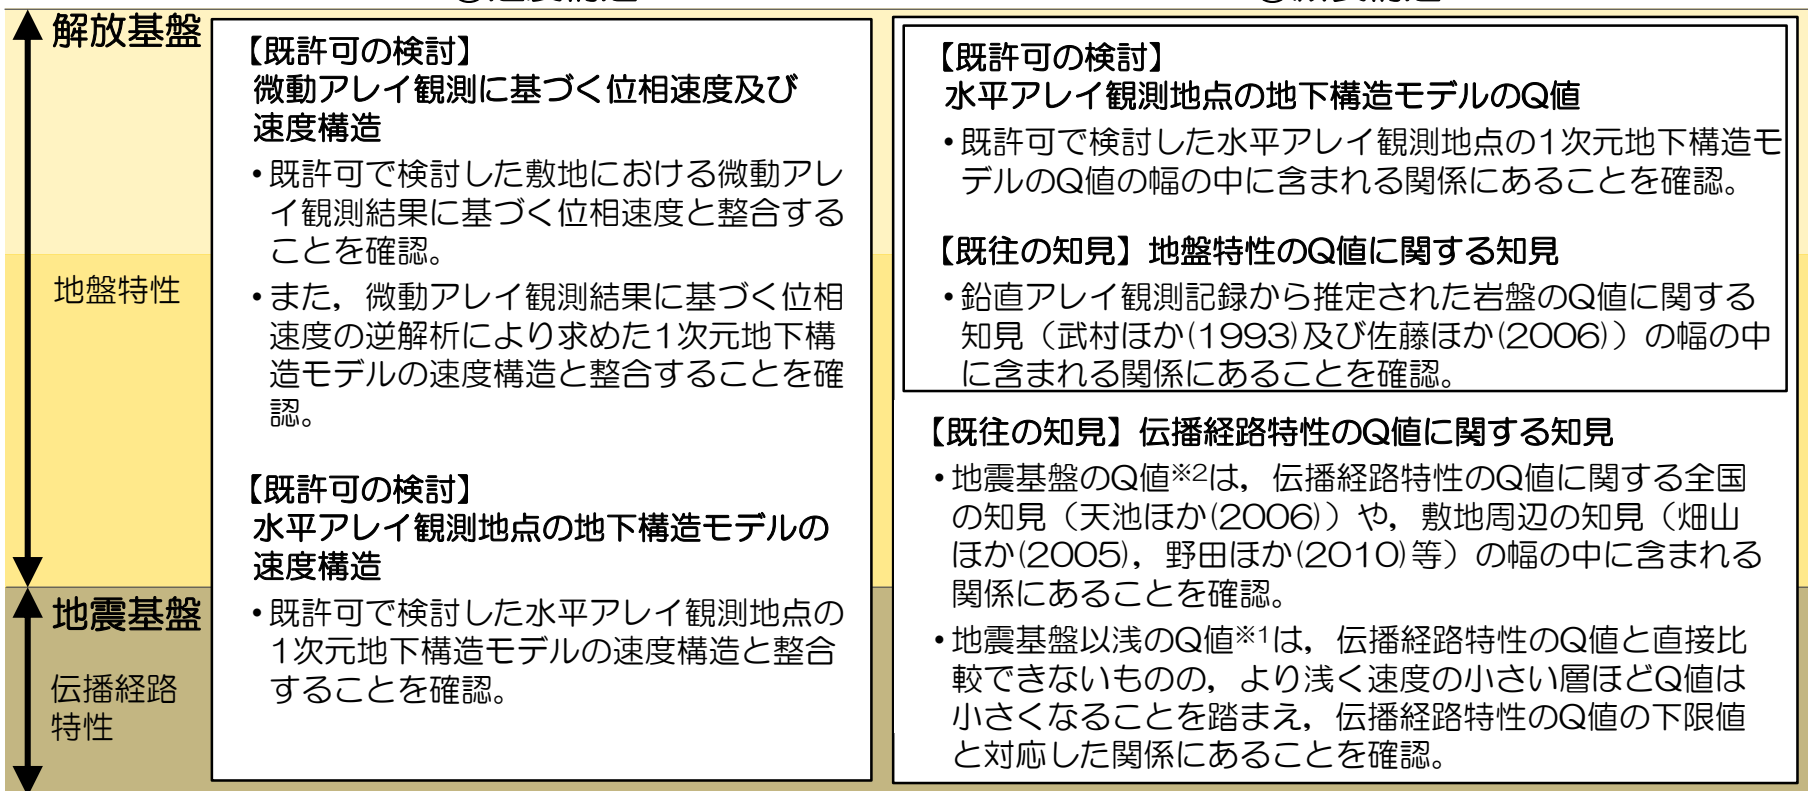 解放基盤
地盤特性
地震基盤
伝播経路
特性
【既許可の検討】
微動アレイ観測に基づく位相速度及び
速度構造
•既許可で検討した敷地における微動アレ
イ観測結果に基づく位相速度と整合する
ことを確認。
•また，微動アレイ観測結果に基づく位相
速度の逆解析により求めた1次元地下構
造モデルの速度構造と整合することを確
認。
【既許可の検討】
水平アレイ観測地点の地下構造モデルの
速度構造
•既許可で検討した水平アレイ観測地点の
1次元地下構造モデルの速度構造と整合
することを確認。
【既許可の検討】
水平アレイ観測地点の地下構造モデルのQ値
•既許可で検討した水平アレイ観測地点の1次元地下構造モ
デルのQ値の幅の中に含まれる関係にあることを確認。
【既往の知見】地盤特性のQ値に関する知見
•鉛直アレイ観測記録から推定された岩盤のQ値に関する
知見（武村ほか(1993)及び佐藤ほか(2006)）の幅の中
に含まれる関係にあることを確認。
【既往の知見】伝播経路特性のQ値に関する知見
•地震基盤のQ値※2は，伝播経路特性のQ値に関する全国
の知見（天池ほか(2006)）や，敷地周辺の知見（畑山
ほか(2005)，野田ほか(2010)等）の幅の中に含まれる
関係にあることを確認。
•地震基盤以浅のQ値※1は，伝播経路特性のQ値と直接比
較できないものの，より浅く速度の小さい層ほどQ値は
小さくなることを踏まえ，伝播経路特性のQ値の下限値
と対応した関係にあることを確認。